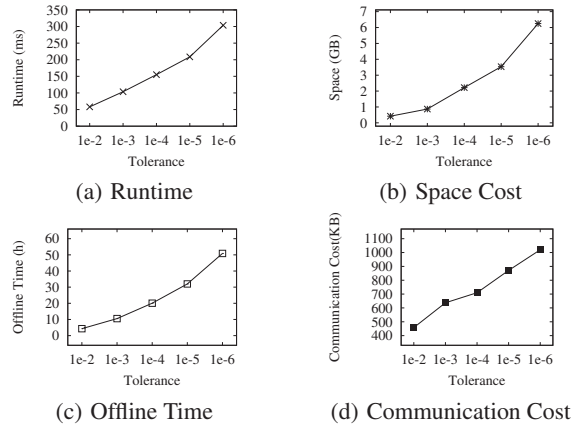 350
300
250
200
150
100
50
0
Runtime (ms)
1e-2 1e-3 1e-4 1e-5 1e-6
Tolerance
(a) Runtime
7
6
5
4
3
2
1
0
Space (GB)
1e-2 1e-3 1e-4 1e-5 1e-6
Tolerance
(b) Space Cost
60
50
40
30
20
10
0
Offline Time (h)
1e-2 1e-3 1e-4 1e-5 1e-6
Tolerance
(c) Offline Time
1100
1000
900
800
700
600
500
400
Communication Cost(KB)
1e-2 1e-3 1e-4 1e-5 1e-6
Tolerance
(d) Communication Cost